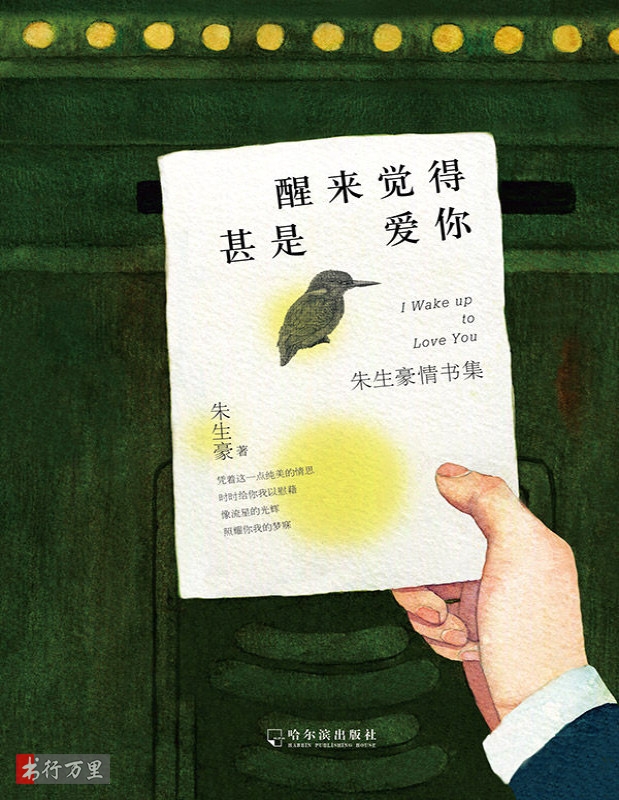 醒来觉得
甚是 爱你
I Wake up
to
Love You
朱生豪情书集
朱生豪 著
凭着这一点纯美的情思
时时给你我以慰藉
像流星的光辉
照耀你我的梦寐
哈尔滨出版社
HARBIN PUBLISHING HOUSE
书行万里